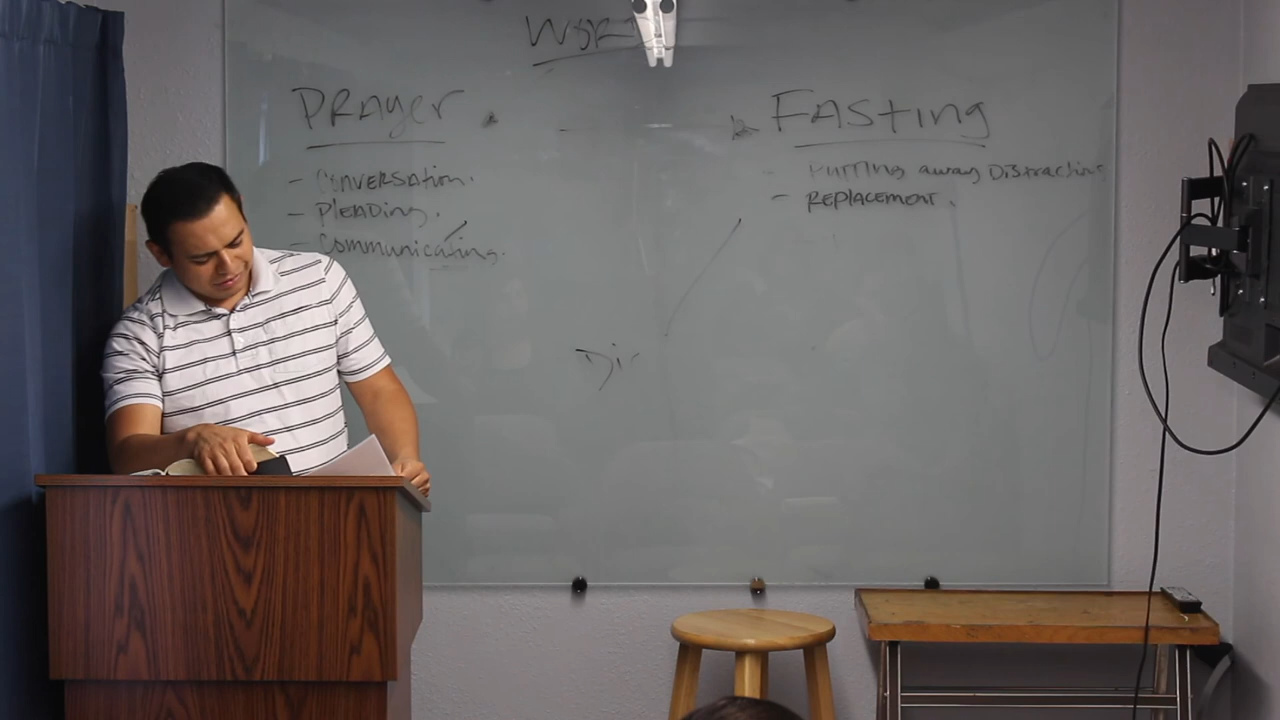 PRAyer
- CONVERSATION.
- PleADing.
- Communicating.
FASting
Putting away Distractions
- REPLACEMENT.